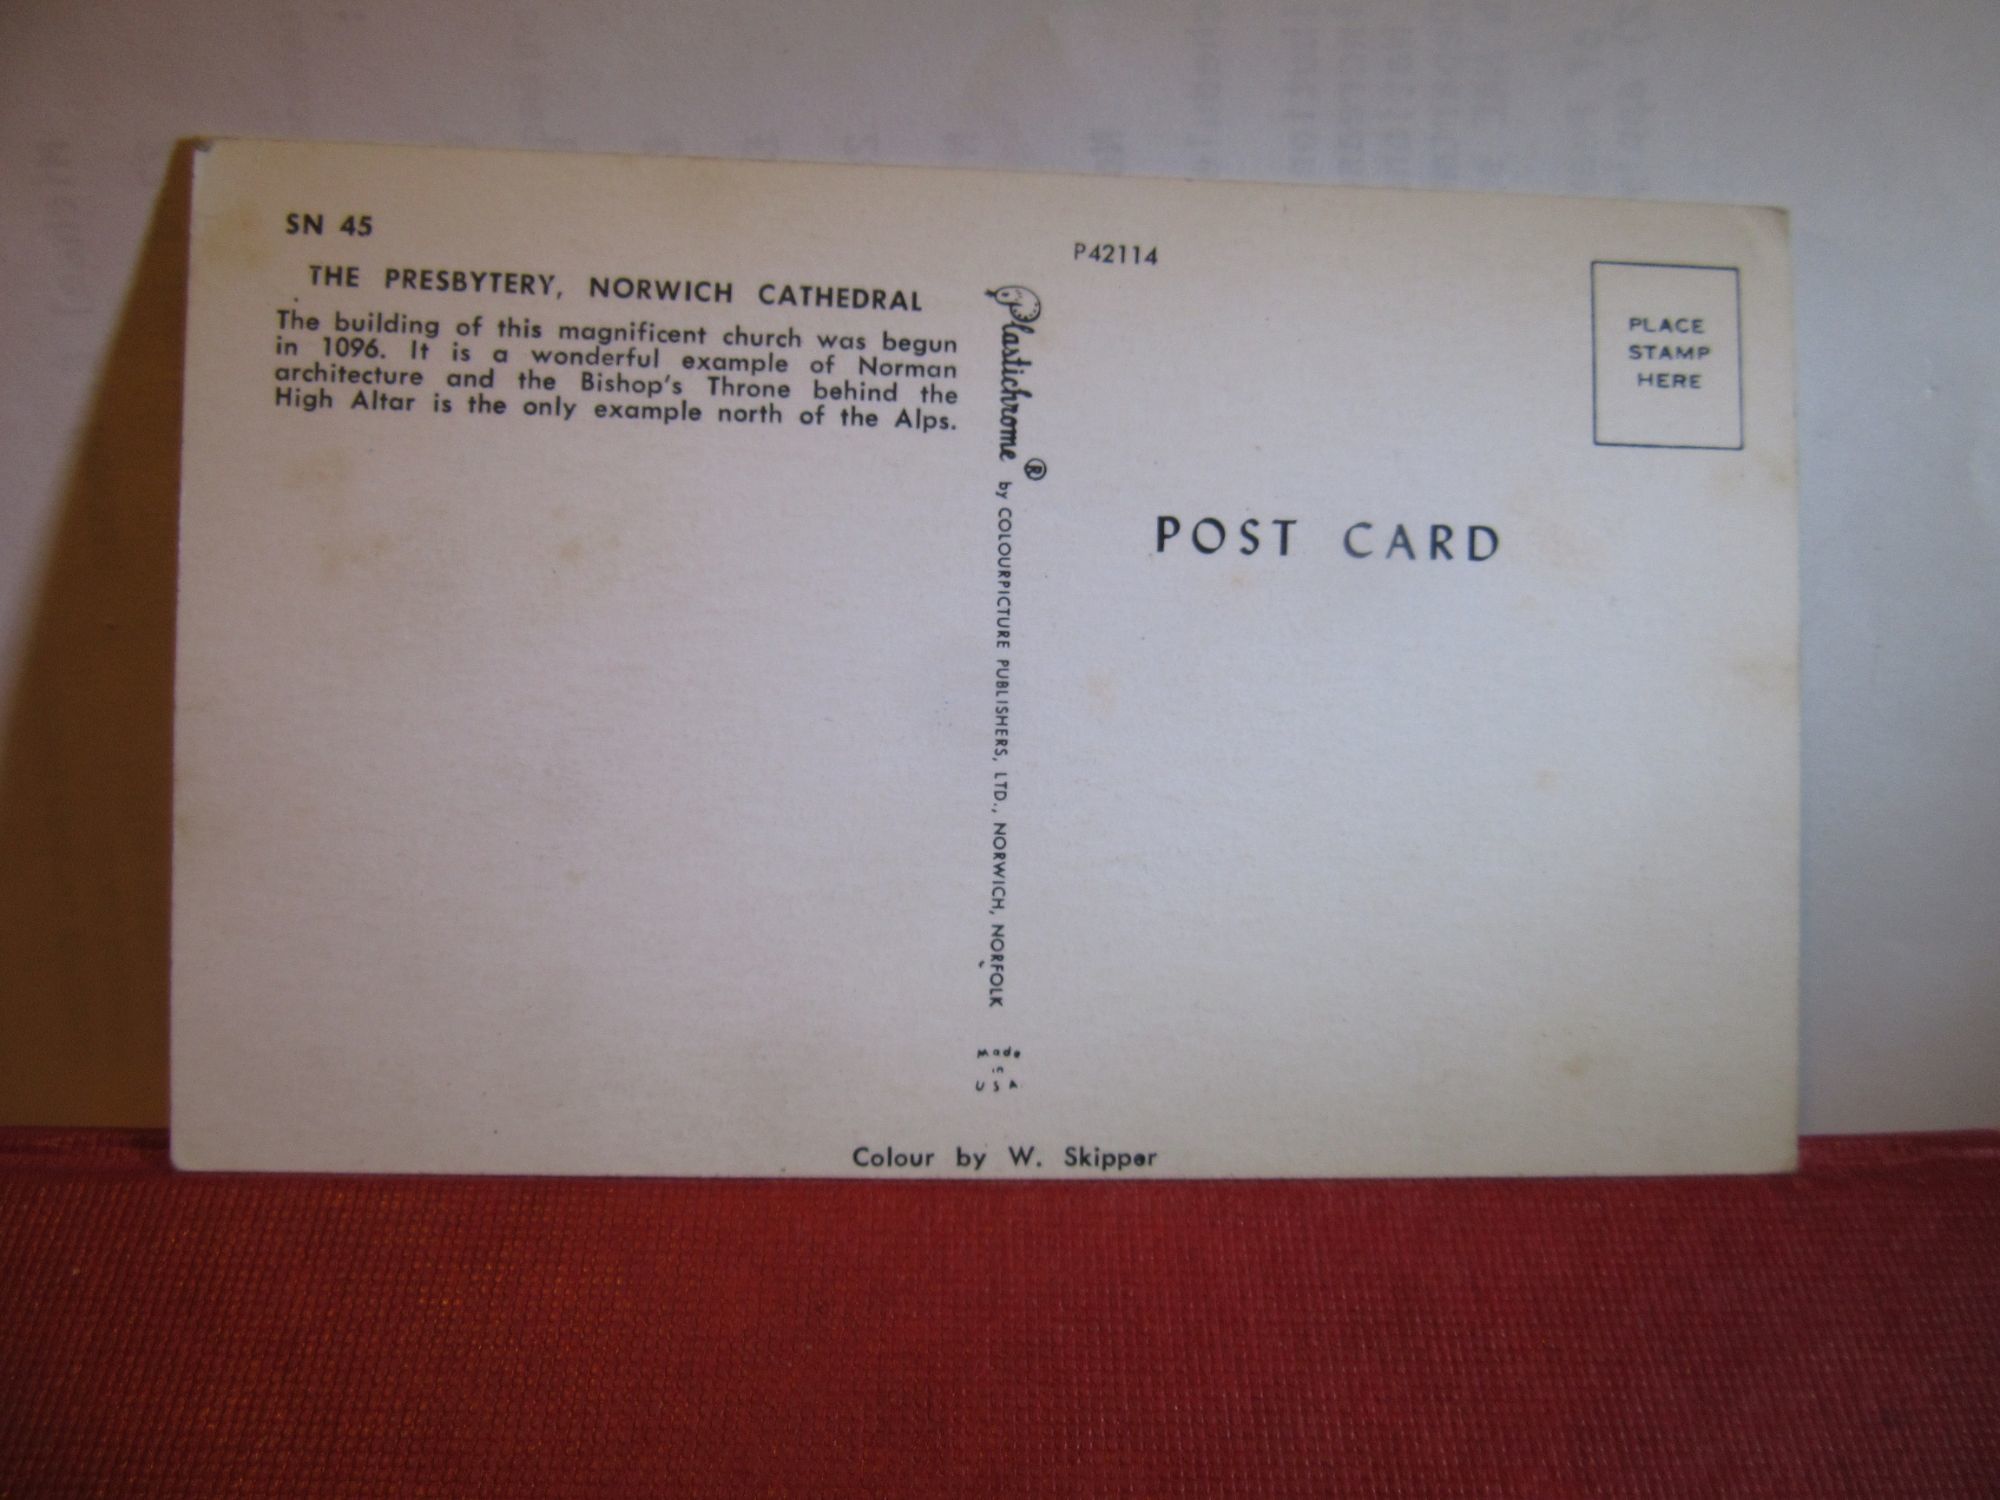 SN 45
THE PRESBYTERY, NORWICH CATHEDRAL
The building of this magnificent church was begun
in 1096. It is a wonderful example of Norman
architecture and the Bishop's Throne behind the
High Altar is the only example north of the Alps.
Plastichrome ® by COLOURPICTURE PUBLISHERS, LTD., NORWICH, NORFOLK
Made
in
USA
P42114
PLACE
STAMP
HERE
POST CARD
Colour by W. Skipper